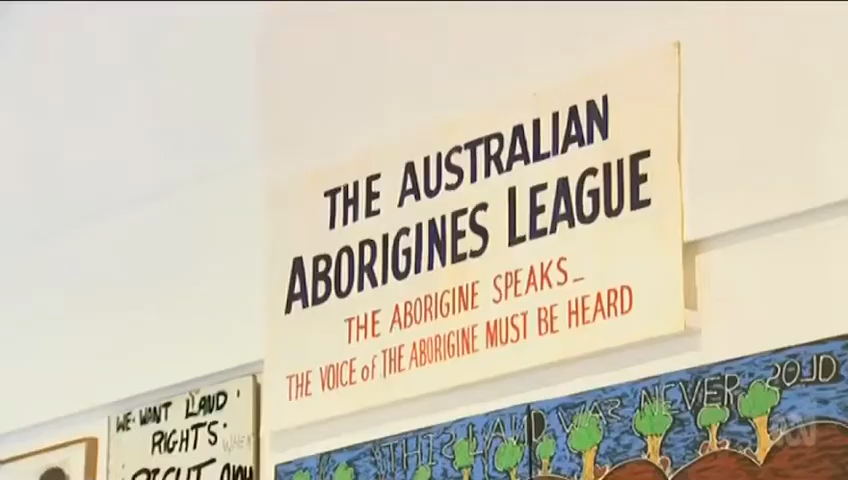 THE AUSTRALIAN
ABORIGINES LEAGUE
THE ABORIGINE SPEAKS_
THE VOICE of THE ABORIGINE MUST BE HEARD
WE·WANT LAND
RIGHTS·
RIGHT
THIS LAND WAS NEVER SOLD